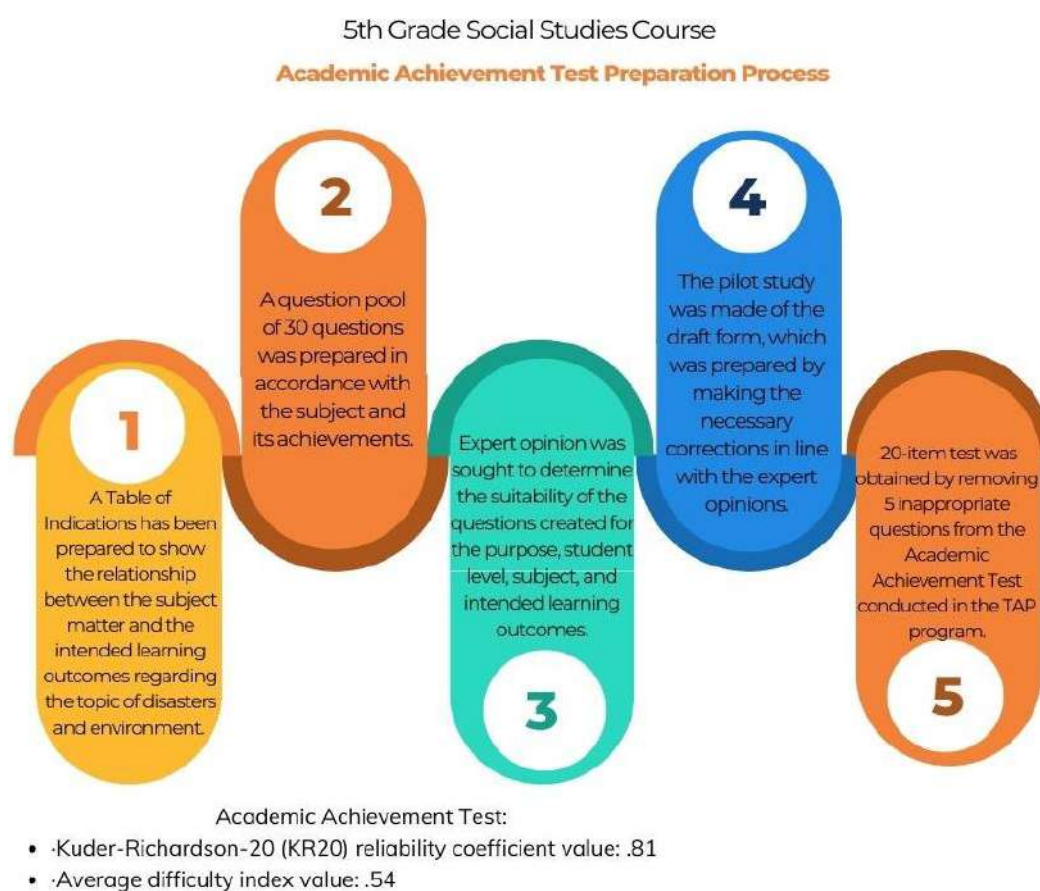 5th Grade Social Studies Course
Academic Achievement Test Preparation Process
1
A Table of
Indications has been
prepared to show
the relationship
between the subject
matter and the
intended learning
outcomes regarding
the topic of disasters
and environment.
2
A question pool
of 30 questions
was prepared in
accordance with
the subject and
its achievements.
Expert opinion was
sought to determine
the suitability of the
questions created for
the purpose, student
level, subject, and
intended learning
outcomes.
3
4
The pilot study
was made of the
draft form, which
was prepared by
making the
necessary
corrections in line
with the expert
opinions.
20-item test was
obtained by removing
5 inappropriate
questions from the
Academic
Achievement Test
conducted in the TAP
program.
5
Academic Achievement Test:
• ·Kuder-Richardson-20 (KR20) reliability coefficient value: .81
• ·Average difficulty index value: .54